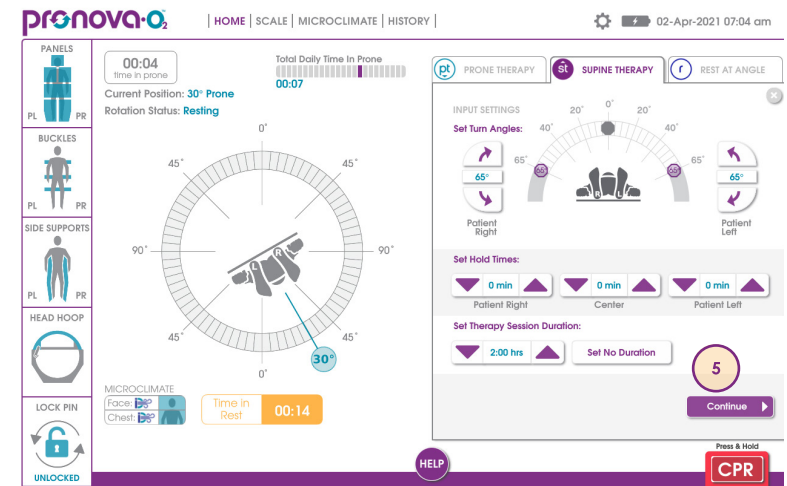 pronova·O2
HOME | SCALE | MICROCLIMATE | HISTORY |
02-Apr-2021 07:04 am
PANELS
PL PR
BUCKLES
PL PR
SIDE SUPPORTS
PL PR
HEAD HOOP
LOCK PIN
UNLOCKED
00:04
time in prone
Total Daily Time In Prone
00:07
Current Position: 30° Prone
Rotation Status: Resting
0°
45° 45°
90° 90°
L R
45° 45°
30°
0°
MICROCLIMATE
Face:
Chest:
Time in
Rest
00:14
pt PRONE THERAPY
st SUPINE THERAPY
r REST AT ANGLE
INPUT SETTINGS
Set Turn Angles:
0°
20° 20°
40° 40°
65° 65°
65° 65°
R L
65°
Patient
Right
65°
Patient
Left
Set Hold Times:
0 min 0 min 0 min
Patient Right Center Patient Left
Set Therapy Session Duration:
2:00 hrs Set No Duration
5
Continue
HELP
Press & Hold
CPR